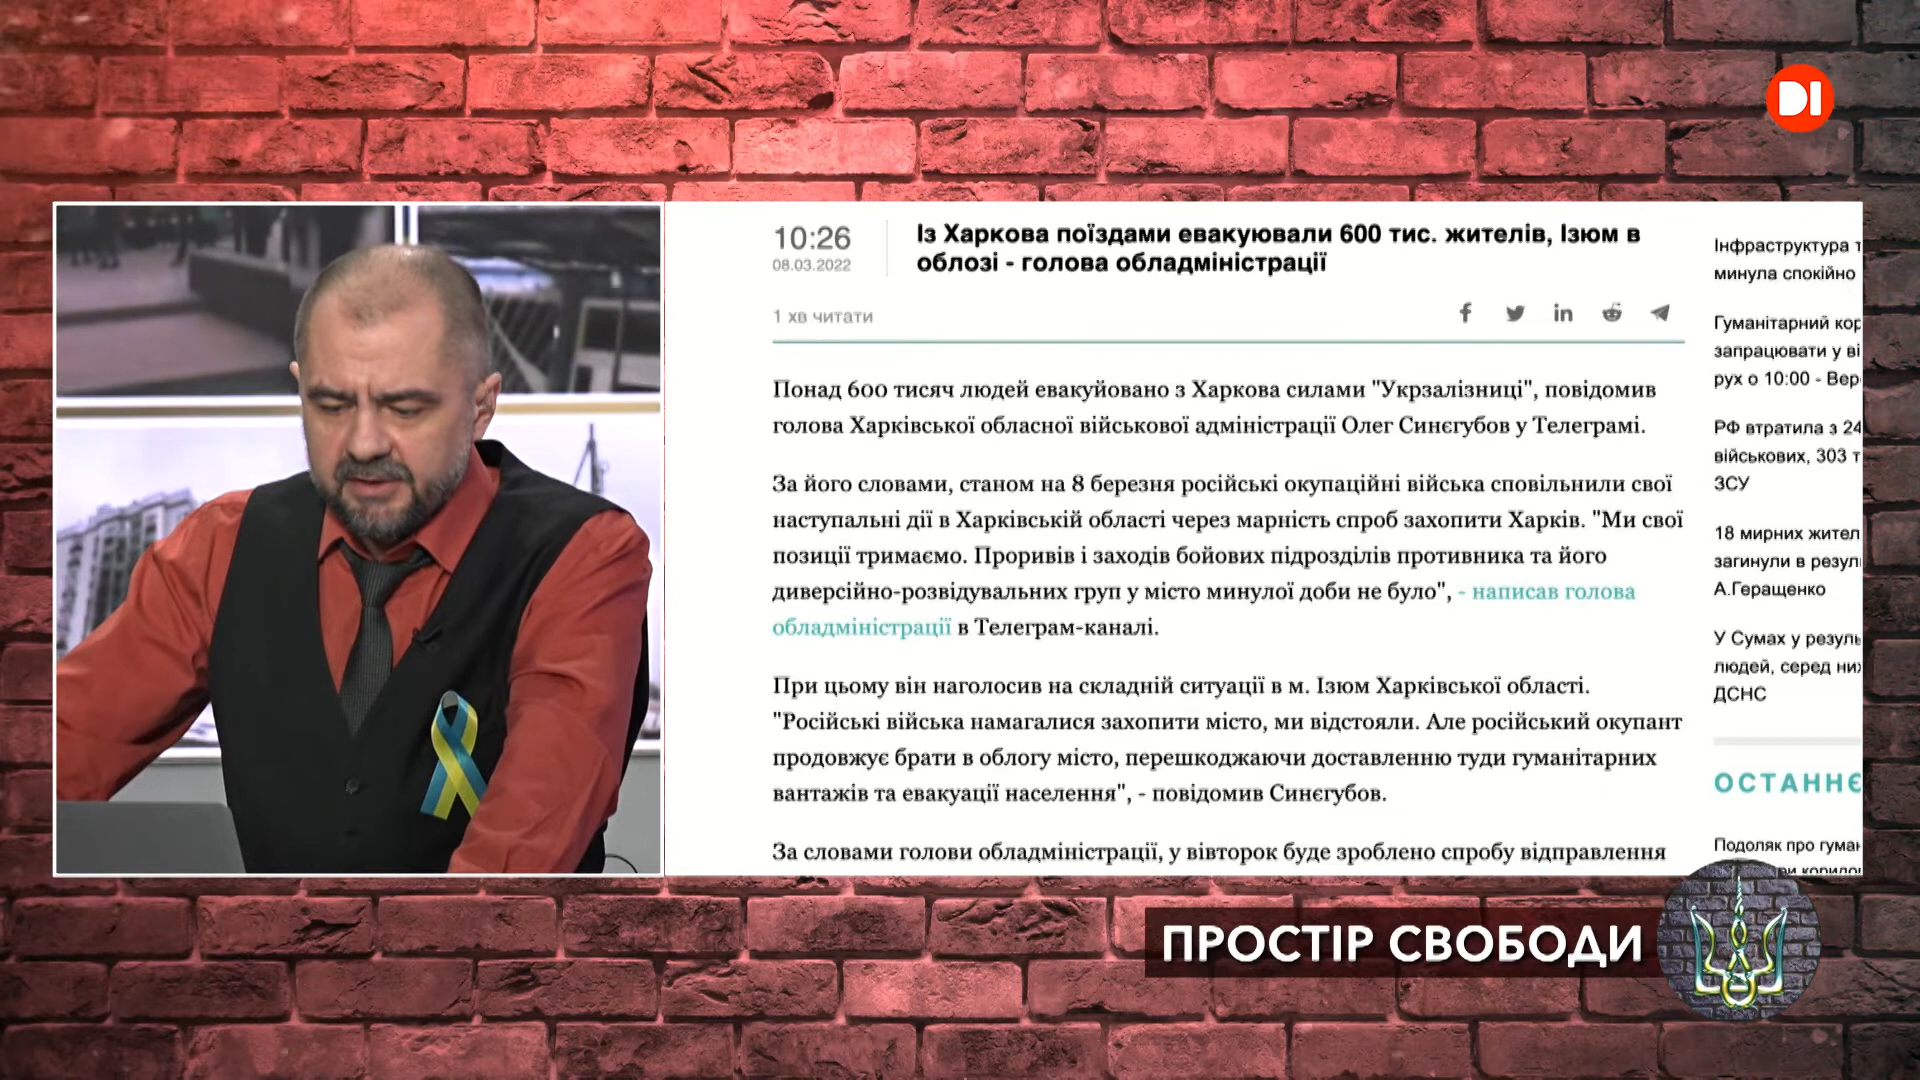 DI
10:26
08.03.2022
Із Харкова поїздами евакуювали 600 тис. жителів, Ізюм в
облозі - голова обладміністрації
1 хв читати
Понад 600 тисяч людей евакуйовано з Харкова силами "Укрзалізниці", повідомив
голова Харківської обласної військової адміністрації Олег Синєгубов у Телеграмі.
За його словами, станом на 8 березня російські окупаційні війська сповільнили свої
наступальні дії в Харківській області через марність спроб захопити Харків. "Ми свої
позиції тримаємо. Проривів і заходів бойових підрозділів противника та його
диверсійно-розвідувальних груп у місто минулої доби не було", - написав голова
обладміністрації в Телеграм-каналі.
При цьому він наголосив на складній ситуації в м. Ізюм Харківської області.
"Російські війська намагалися захопити місто, ми відстояли. Але російський окупант
продовжує брати в облогу місто, перешкоджаючи доставленню туди гуманітарних
вантажів та евакуації населення", - повідомив Синєгубов.
За словами голови обладміністрації, у вівторок буде зроблено спробу відправлення
Інфраструктура
минула спокійно
Гуманітарний кор
запрацювати у ві
рух о 10:00 - Вер
РФ втратила з 24
військових, 303 т
ЗСУ
18 мирних жител
загинули в резул
А.Геращенко
У Сумах у резуль
людей, серед них
ДСНС
ОСТАННЄ
Подоляк про гуман
ПРОСТІР СВОБОДИ